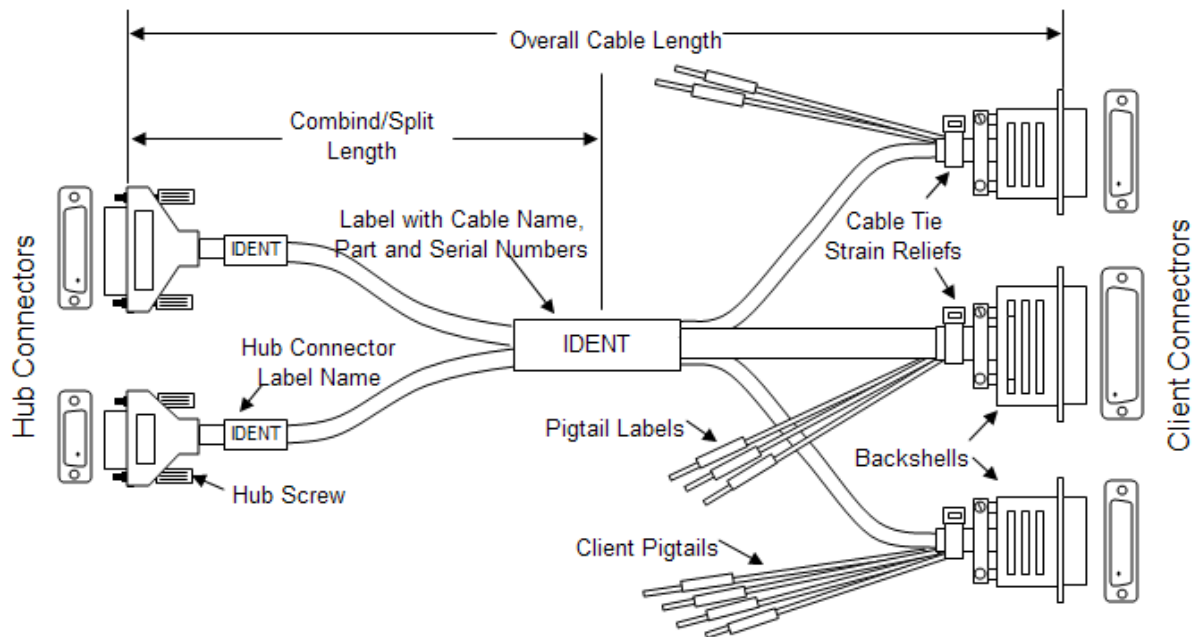 Overall Cable Length
Combind/Split
Length
Label with Cable Name,
Part and Serial Numbers
Cable Tie
Strain Reliefs
Hub Connectors
Client Connectrors
IDENT
IDENT
Hub Connector
Label Name
IDENT
Pigtail Labels
Backshells
Hub Screw
Client Pigtails